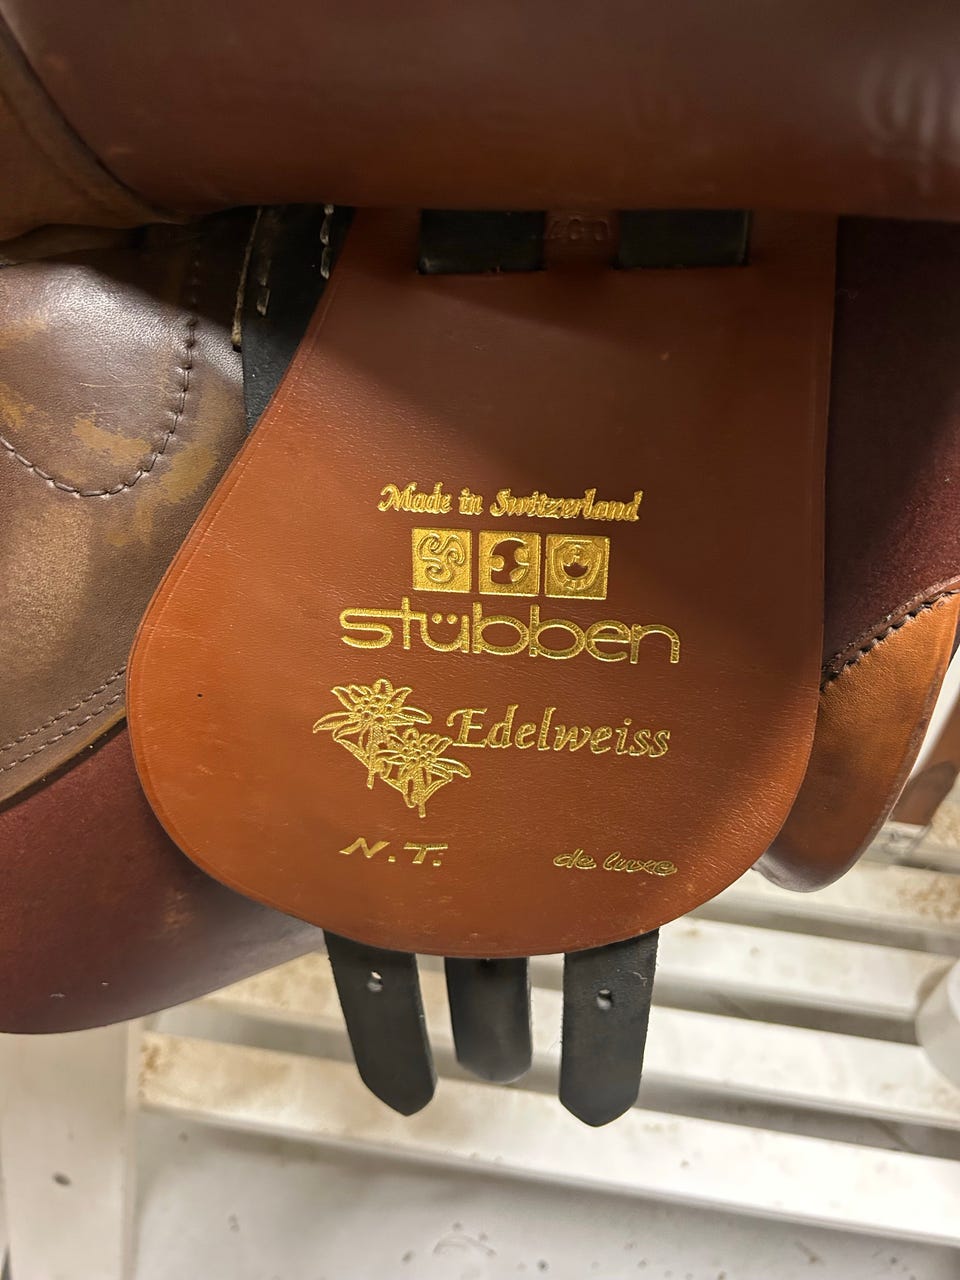 Made in Switzerland
stübben
Edelweiss
N.T. de luxe